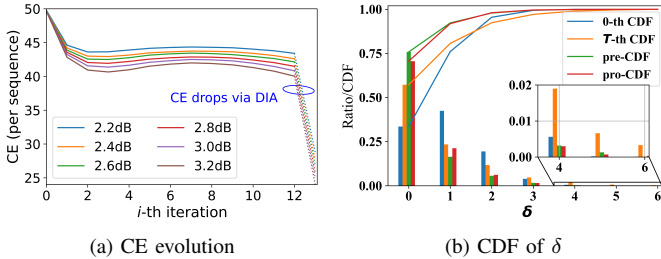 50
45
40
35
30
25
CE (per sequence)
CE drops via DIA
2.2dB
2.4dB
2.6dB
2.8dB
3.0dB
3.2dB
0 2 4 6 8 10 12
i-th iteration
(a) CE evolution
1.00
0.75
0.50
0.25
0.00
Ratio/CDF
0-th CDF
T-th CDF
pre-CDF
pro-CDF
0.02
0.01
0.00
4 6
0 1 2 3 4 5 6
δ
(b) CDF of δ